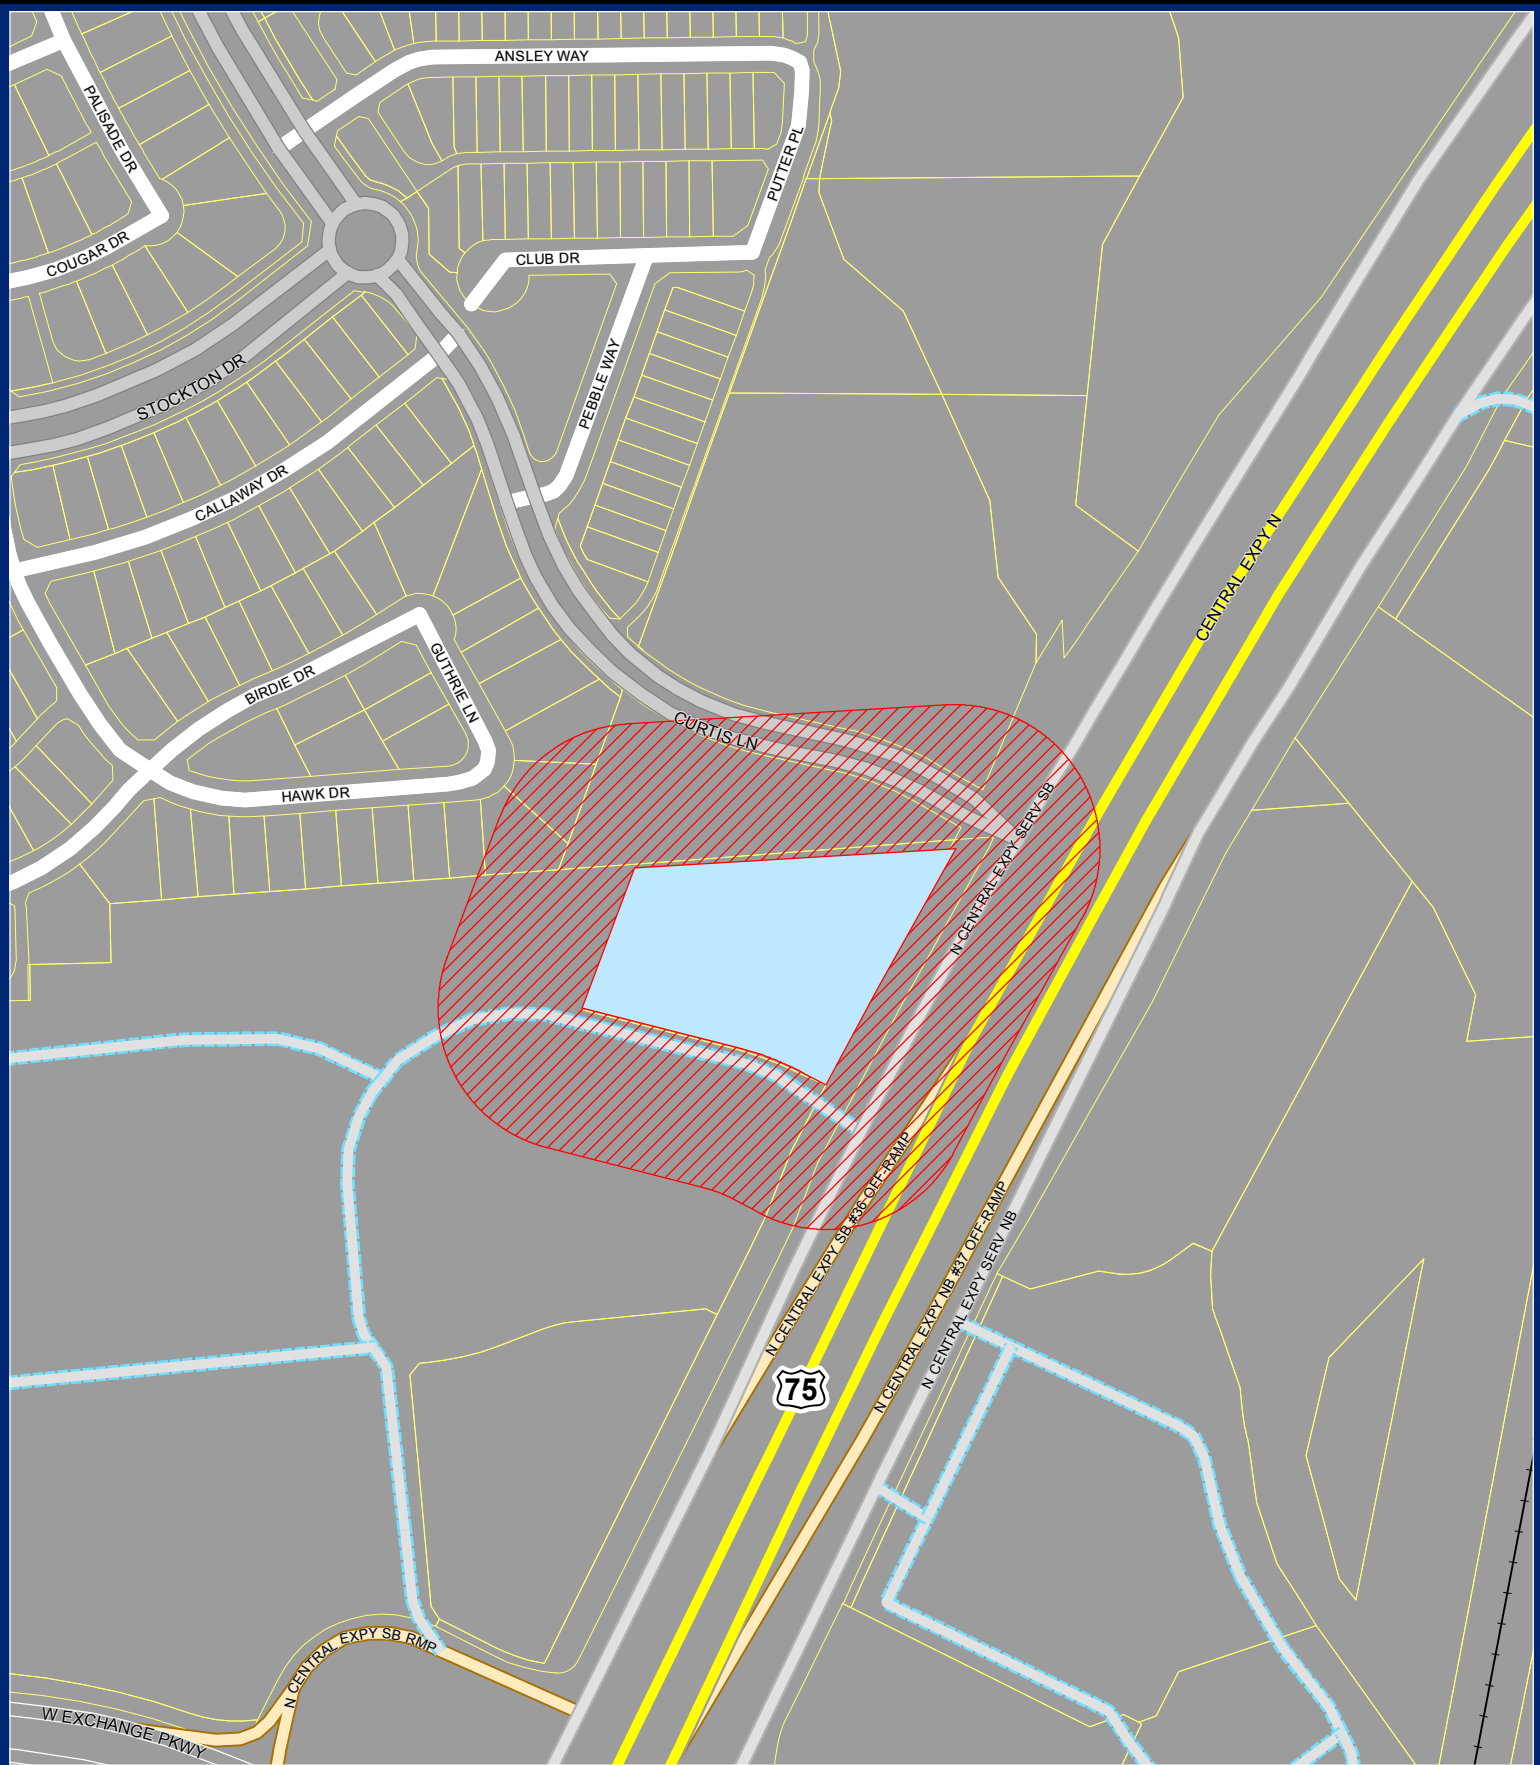 ANSLEY WAY
PALISADE DR
PUTTER PL
COUGAR DR
CLUB DR
STOCKTON DR
PEBBLE WAY
CALLAWAY DR
CENTRAL EXPY N
BIRDIE DR
GUTHRIE LN
CURTIS LN
HAWK DR
N CENTRAL EXPY SERV SB
N CENTRAL EXPY SB #36 OFF-RAMP
N CENTRAL EXPY NB #37 OFF-RAMP
N CENTRAL EXPY SERV NB
75
N CENTRAL EXPY SB RMP
W EXCHANGE PKWY